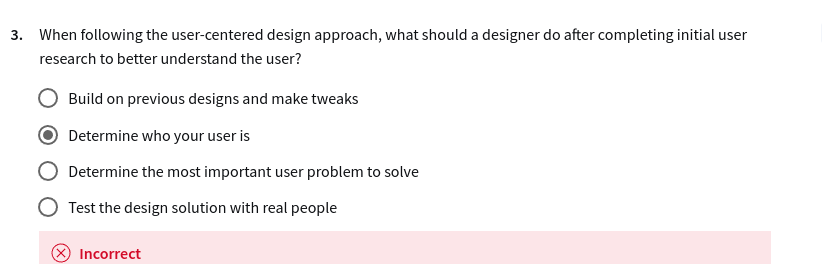 3. When following the user-centered design approach, what should a designer do after completing initial user
research to better understand the user?
Build on previous designs and make tweaks
Determine who your user is
Determine the most important user problem to solve
Test the design solution with real people
Incorrect